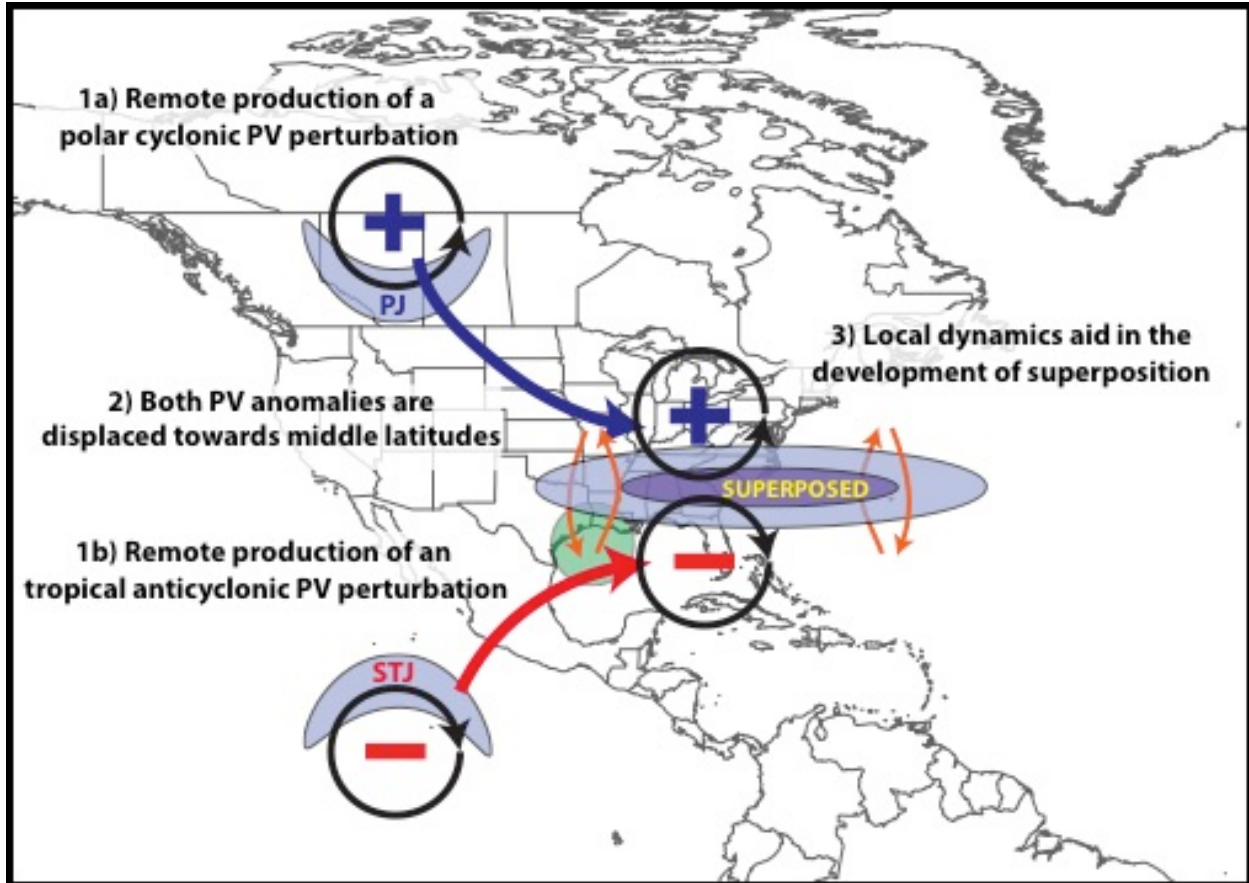 1a) Remote production of a
polar cyclonic PV perturbation
+
PJ
3) Local dynamics aid in the
development of superposition
2) Both PV anomalies are
displaced towards middle latitudes
+
SUPERPOSED
1b) Remote production of an
tropical anticyclonic PV perturbation
−
STJ
−